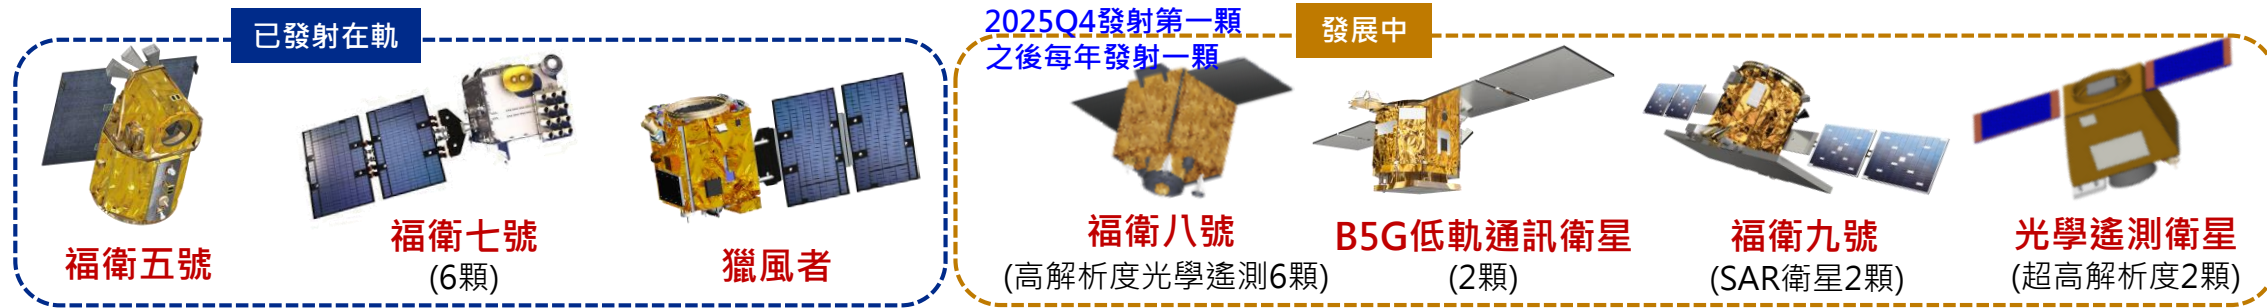 已發射在軌
福衛五號
福衛七號
(6顆)
獵風者
2025Q4發射第一顆
之後每年發射一顆
發展中
福衛八號
(高解析度光學遙測6顆)
B5G低軌通訊衛星
(2顆)
福衛九號
(SAR衛星2顆)
光學遙測衛星
(超高解析度2顆)